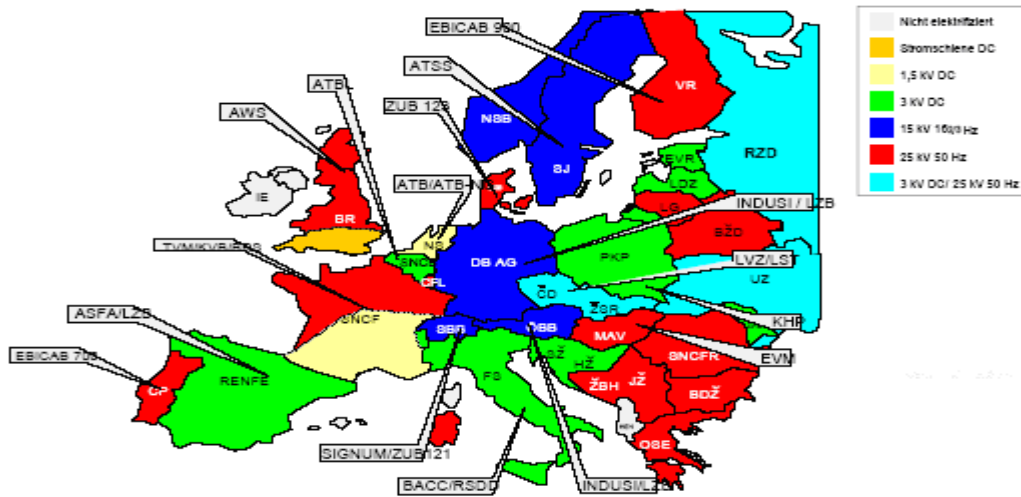 EBICAB 900
ATSS
ATB
ZUB 123
AWS
ATB/ATB-NG
INDUSI / LZB
LVZ/LST
TVM/KVB/BRS
ASFA/LZB
EBICAB 700
KHP
EVM
SIGNUM/ZUB121
BACC/RSDD
INDUSI/LZB
VR
NSB
SJ
RZD
EVR
LDZ
LG
BŽD
IE
BR
NS
SNCB
CFL
DB AG
PKP
UZ
ČD
ŽSR
SNCF
SBB
ÖBB
MAV
SNCFR
SŽ
HŽ
ŽBH
JŽ
BDŽ
FS
RENFE
CP
OSE
Nicht elektrifiziert
Stromschiene DC
1,5 kV DC
3 kV DC
15 kV 16 2/3 Hz
25 kV 50 Hz
3 kV DC/ 25 kV 50 Hz